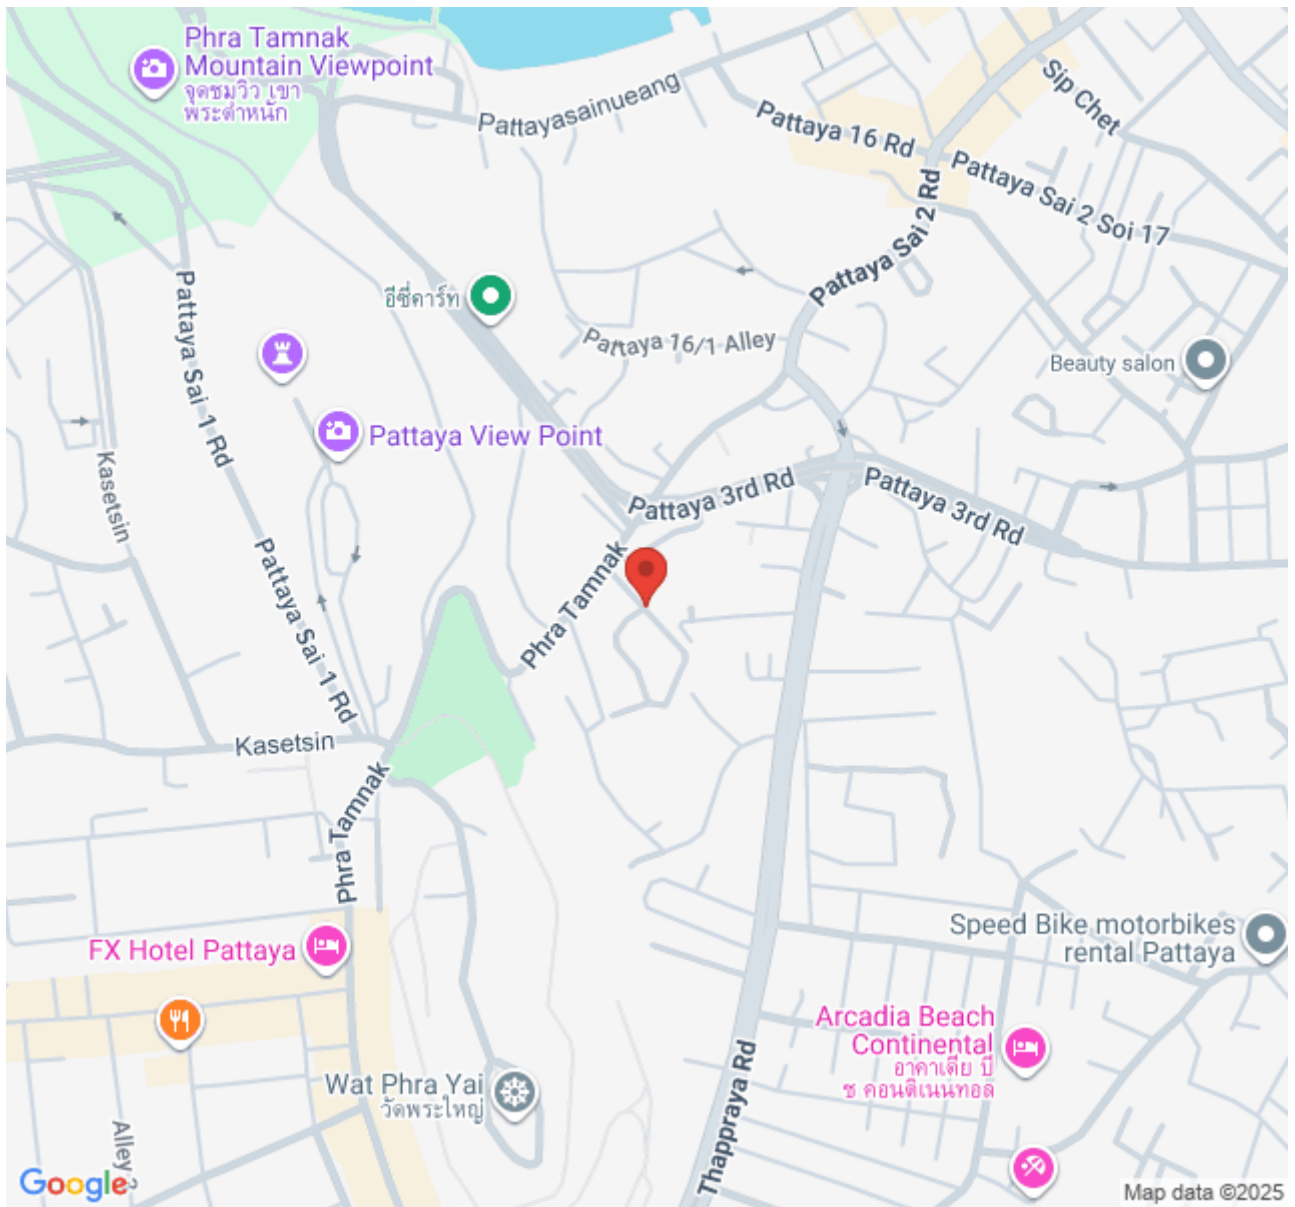 Phra Tamnak
Mountain Viewpoint
จุดชมวิว เขา
พระตำหนัก
Pattayasainueang
Sip Chet
Pattaya 16 Rd
Pattaya Sai 2 Soi 17
Pattaya Sai 2 Rd
Pattaya Sai 1 Rd
อีซี่คาร์ท
Pattaya 16/1 Alley
Beauty salon
Pattaya View Point
Kasetsin
Pattaya 3rd Rd
Pattaya 3rd Rd
Pattaya Sai 1 Rd
Phra Tamnak
Kasetsin
Phra Tamnak
FX Hotel Pattaya
Speed Bike motorbikes
rental Pattaya
Arcadia Beach
Continental
อาคาเดีย บี
ช คอนติเนนทอล
Wat Phra Yai
วัดพระใหญ่
Thappraya Rd
Alley 2
Google
Map data ©2025